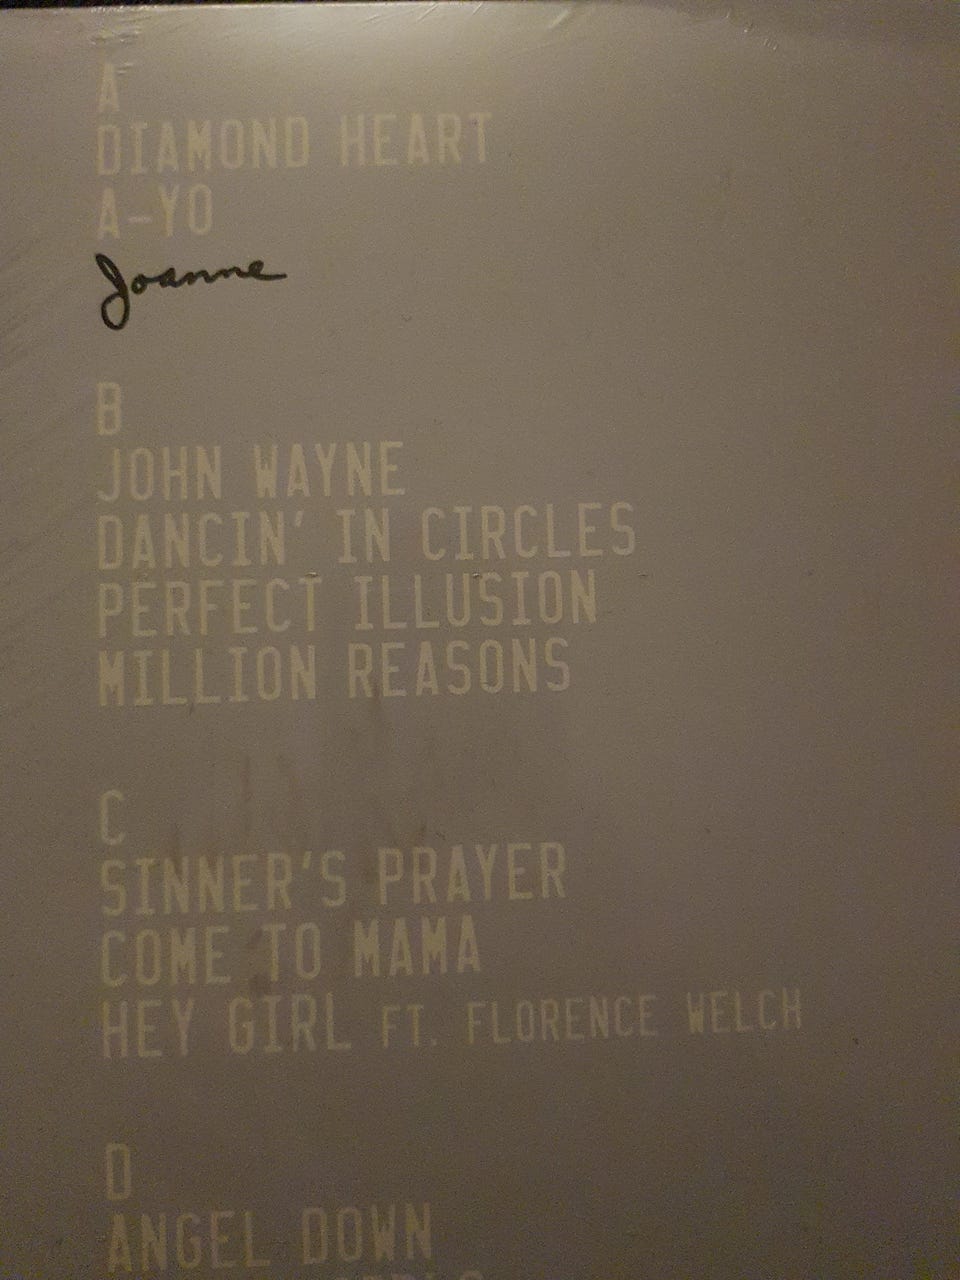 A
DIAMOND HEART
A-YO
Joanne
B
JOHN WAYNE
DANCIN' IN CIRCLES
PERFECT ILLUSION
MILLION REASONS
C
SINNER'S PRAYER
COME TO MAMA
HEY GIRL FT. FLORENCE WELCH
D
ANGEL DOWN